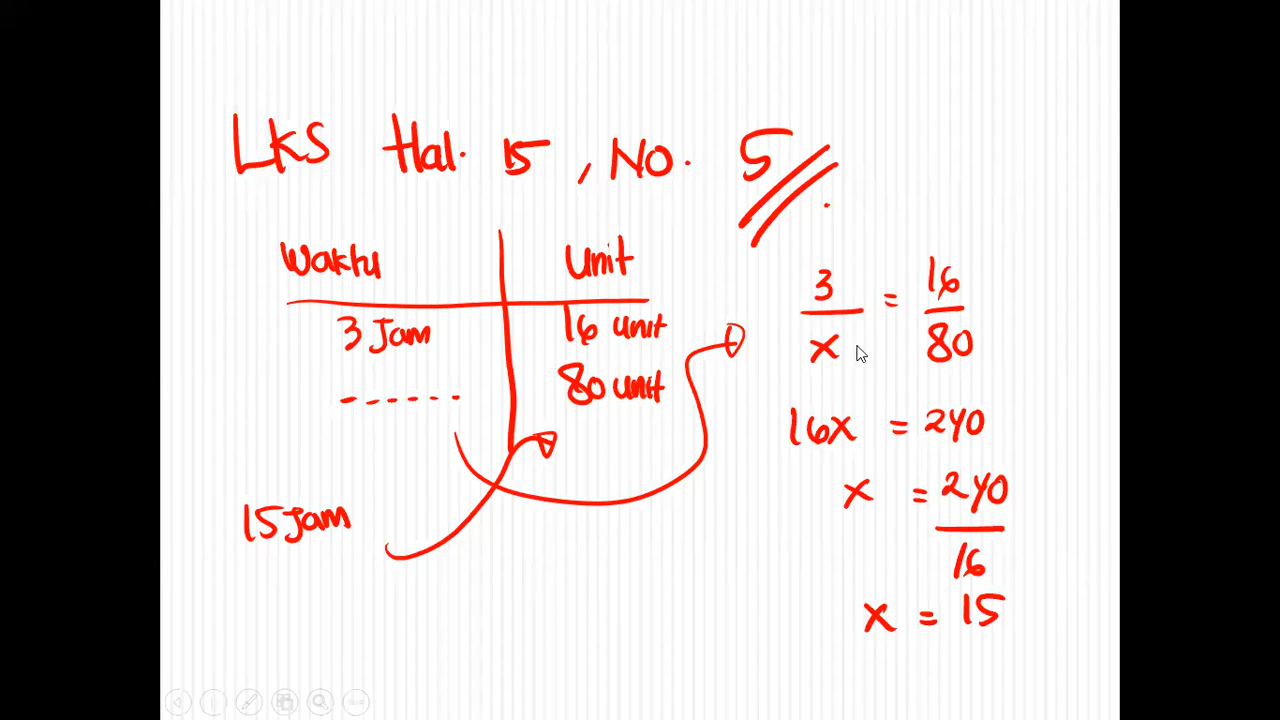 LKS Hal. 15, No. 5
Waktu Unit
3 Jam 16 unit
...... 80 unit
15 Jam
3/x = 16/80
16x = 240
x = 240/16
x = 15